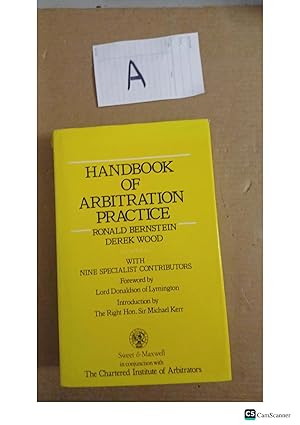 A
HANDBOOK
OF
ARBITRATION
PRACTICE
RONALD BERNSTEIN
DEREK WOOD
WITH
NINE SPECIALIST CONTRIBUTORS
Foreword by
Lord Donaldson of Lymington
Introduction by
The Right Hon. Sir Michael Kerr
Sweet & Maxwell
in conjunction with
The Chartered Institute of Arbitrators
CS CamScanner